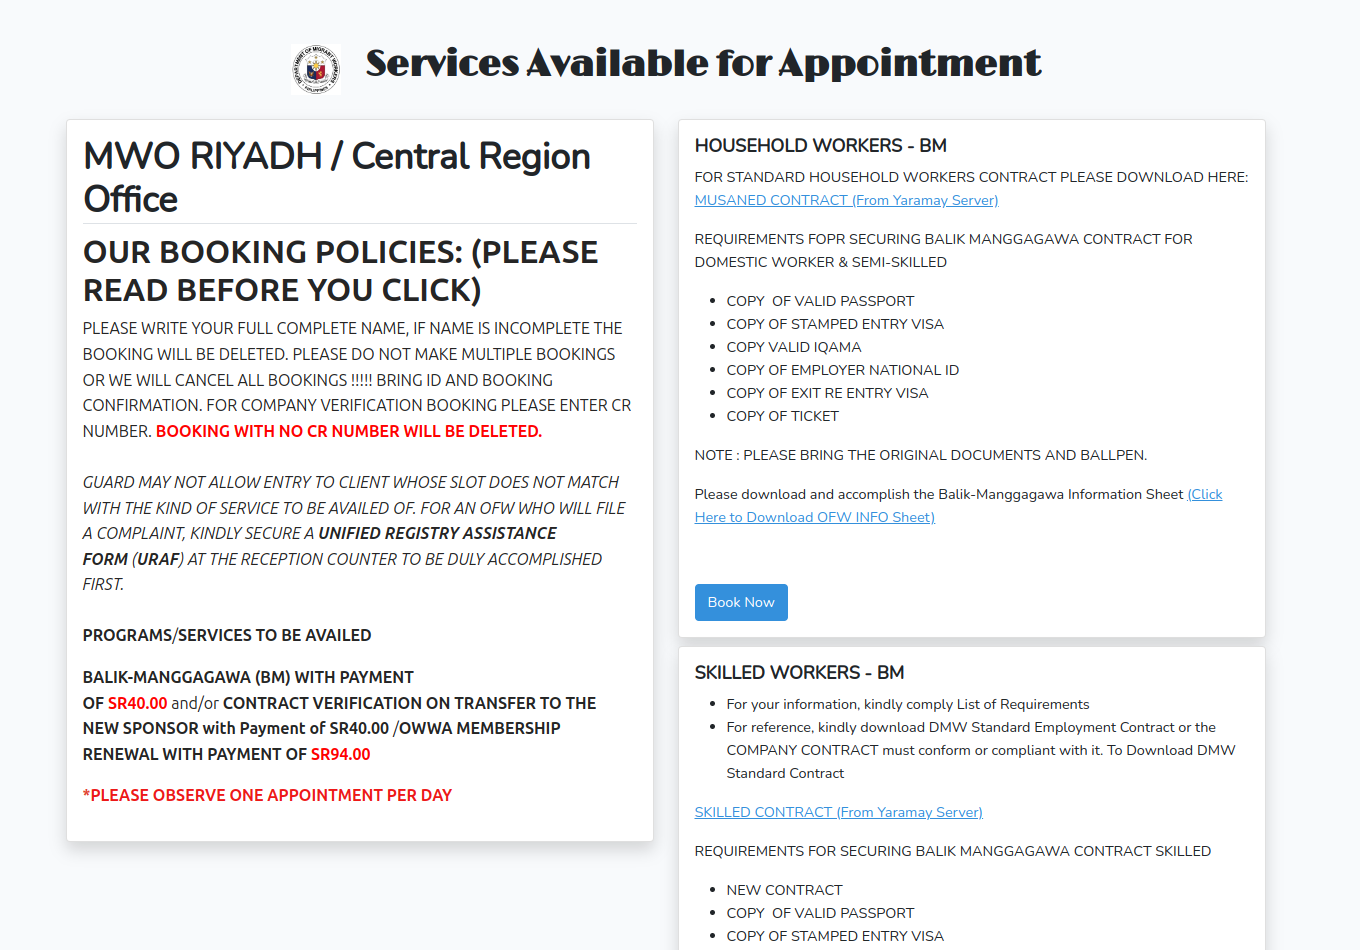 Services Available for Appointment
MWO RIYADH / Central Region
Office
OUR BOOKING POLICIES: (PLEASE
READ BEFORE YOU CLICK)
PLEASE WRITE YOUR FULL COMPLETE NAME, IF NAME IS INCOMPLETE THE
BOOKING WILL BE DELETED. PLEASE DO NOT MAKE MULTIPLE BOOKINGS
OR WE WILL CANCEL ALL BOOKINGS !!!!! BRING ID AND BOOKING
CONFIRMATION. FOR COMPANY VERIFICATION BOOKING PLEASE ENTER CR
NUMBER. BOOKING WITH NO CR NUMBER WILL BE DELETED.
GUARD MAY NOT ALLOW ENTRY TO CLIENT WHOSE SLOT DOES NOT MATCH
WITH THE KIND OF SERVICE TO BE AVAILED OF. FOR AN OFW WHO WILL FILE
A COMPLAINT, KINDLY SECURE A UNIFIED REGISTRY ASSISTANCE
FORM (URAF) AT THE RECEPTION COUNTER TO BE DULY ACCOMPLISHED
FIRST.
PROGRAMS/SERVICES TO BE AVAILED
BALIK-MANGGAGAWA (BM) WITH PAYMENT
OF SR40.00 and/or CONTRACT VERIFICATION ON TRANSFER TO THE
NEW SPONSOR with Payment of SR40.00 /OWWA MEMBERSHIP
RENEWAL WITH PAYMENT OF SR94.00
*PLEASE OBSERVE ONE APPOINTMENT PER DAY
HOUSEHOLD WORKERS - BM
FOR STANDARD HOUSEHOLD WORKERS CONTRACT PLEASE DOWNLOAD HERE:
MUSANED CONTRACT (From Yaramay Server)
REQUIREMENTS FOPR SECURING BALIK MANGGAGAWA CONTRACT FOR
DOMESTIC WORKER & SEMI-SKILLED
• COPY OF VALID PASSPORT
• COPY OF STAMPED ENTRY VISA
• COPY VALID IQAMA
• COPY OF EMPLOYER NATIONAL ID
• COPY OF EXIT RE ENTRY VISA
• COPY OF TICKET
NOTE : PLEASE BRING THE ORIGINAL DOCUMENTS AND BALLPEN.
Please download and accomplish the Balik-Manggagawa Information Sheet (Click
Here to Download OFW INFO Sheet)
Book Now
SKILLED WORKERS - BM
• For your information, kindly comply List of Requirements
• For reference, kindly download DMW Standard Employment Contract or the
COMPANY CONTRACT must conform or compliant with it. To Download DMW
Standard Contract
SKILLED CONTRACT (From Yaramay Server)
REQUIREMENTS FOR SECURING BALIK MANGGAGAWA CONTRACT SKILLED
• NEW CONTRACT
• COPY OF VALID PASSPORT
• COPY OF STAMPED ENTRY VISA